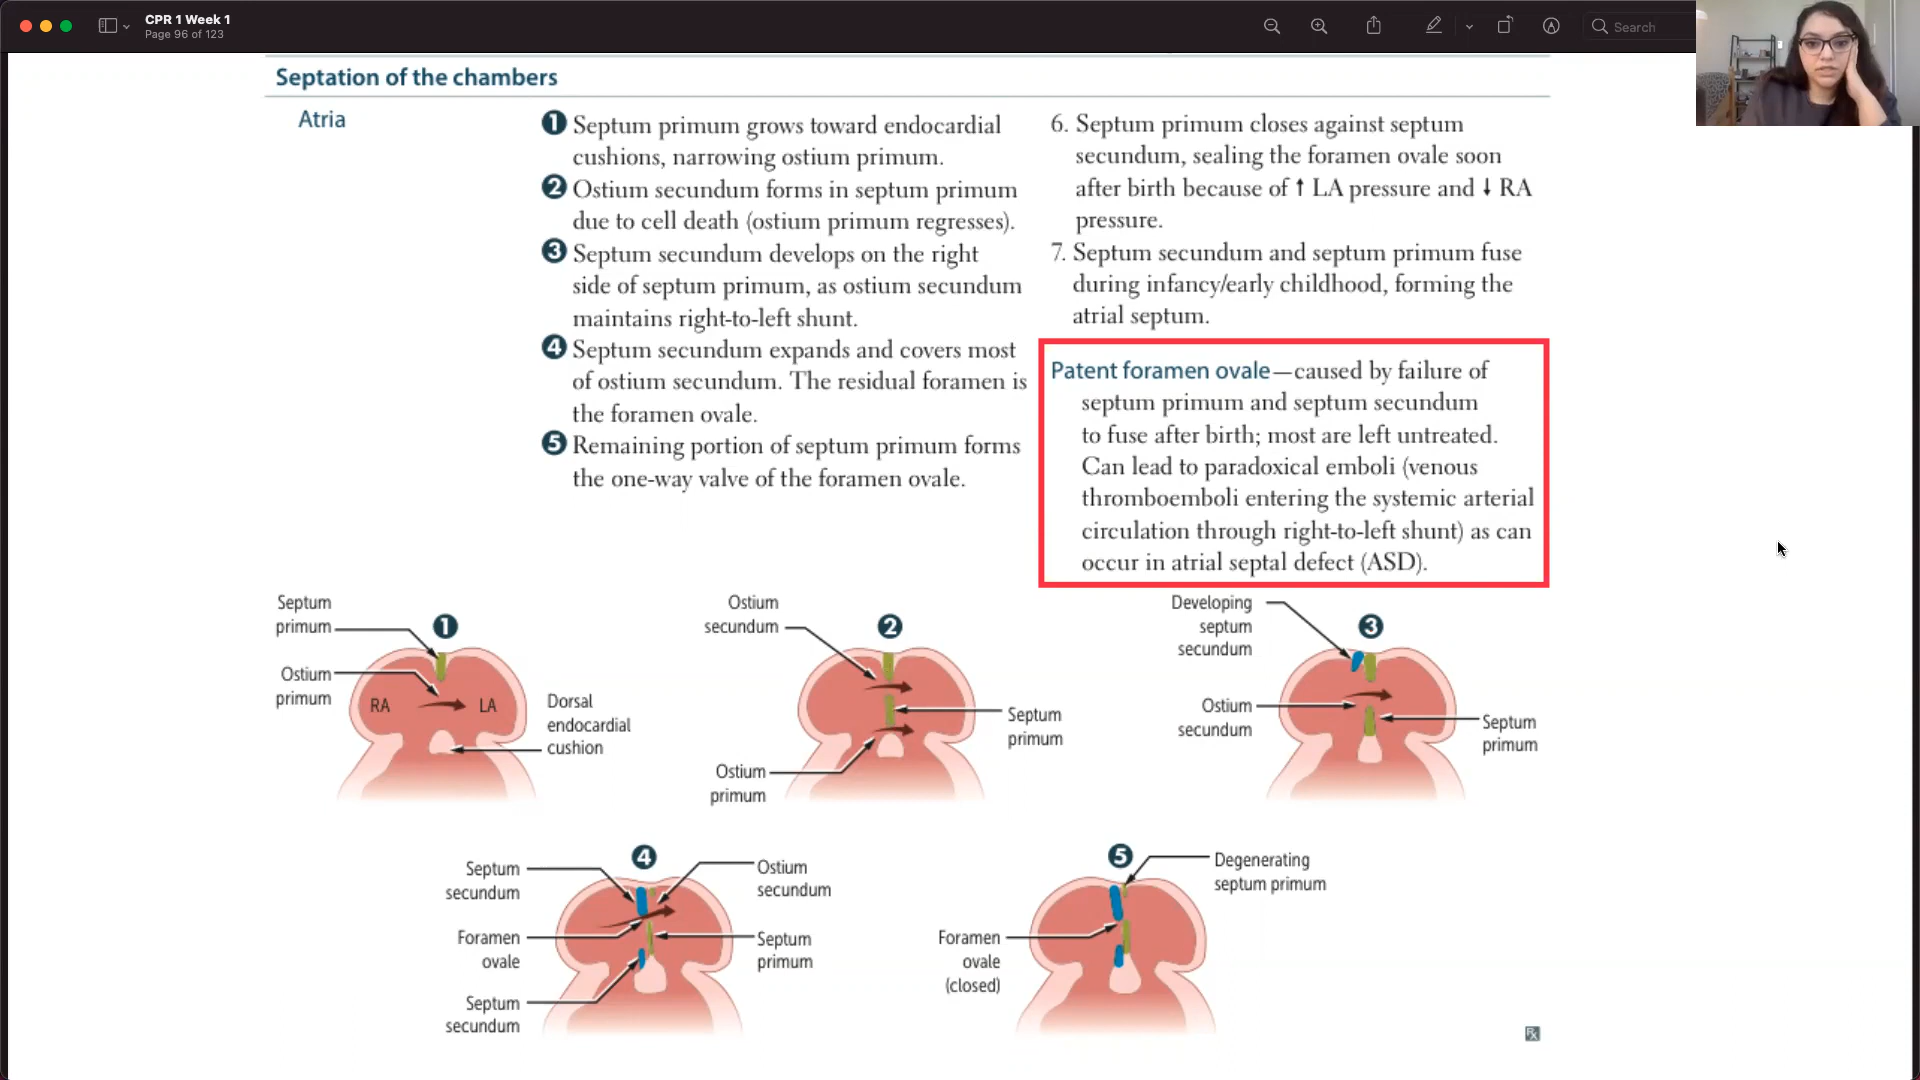 CPR 1 Week 1
Page 96 of 123
Search
Septation of the chambers
Atria
1 Septum primum grows toward endocardial
cushions, narrowing ostium primum.
2 Ostium secundum forms in septum primum
due to cell death (ostium primum regresses).
3 Septum secundum develops on the right
side of septum primum, as ostium secundum
maintains right-to-left shunt.
4 Septum secundum expands and covers most
of ostium secundum. The residual foramen is
the foramen ovale.
5 Remaining portion of septum primum forms
the one-way valve of the foramen ovale.
6. Septum primum closes against septum
secundum, sealing the foramen ovale soon
after birth because of ↑ LA pressure and ↓ RA
pressure.
7. Septum secundum and septum primum fuse
during infancy/early childhood, forming the
atrial septum.
Patent foramen ovale—caused by failure of
septum primum and septum secundum
to fuse after birth; most are left untreated.
Can lead to paradoxical emboli (venous
thromboemboli entering the systemic arterial
circulation through right-to-left shunt) as can
occur in atrial septal defect (ASD).
Septum
primum
1
Ostium
primum
RA
LA
Dorsal
endocardial
cushion
Ostium
secundum
2
Septum
primum
Ostium
primum
Developing
septum
secundum
3
Ostium
secundum
Septum
primum
4
Septum
secundum
Ostium
secundum
Foramen
ovale
Septum
primum
Septum
secundum
5
Degenerating
septum primum
Foramen
ovale
(closed)
Rx